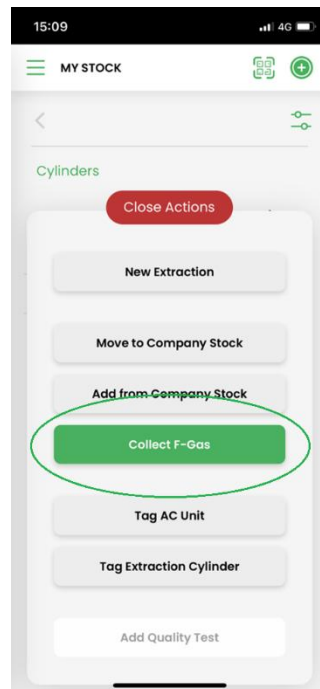 15:09
4G
MY STOCK
Cylinders
Close Actions
New Extraction
Move to Company Stock
Add from Company Stock
Collect F-Gas
Tag AC Unit
Tag Extraction Cylinder
Add Quality Test